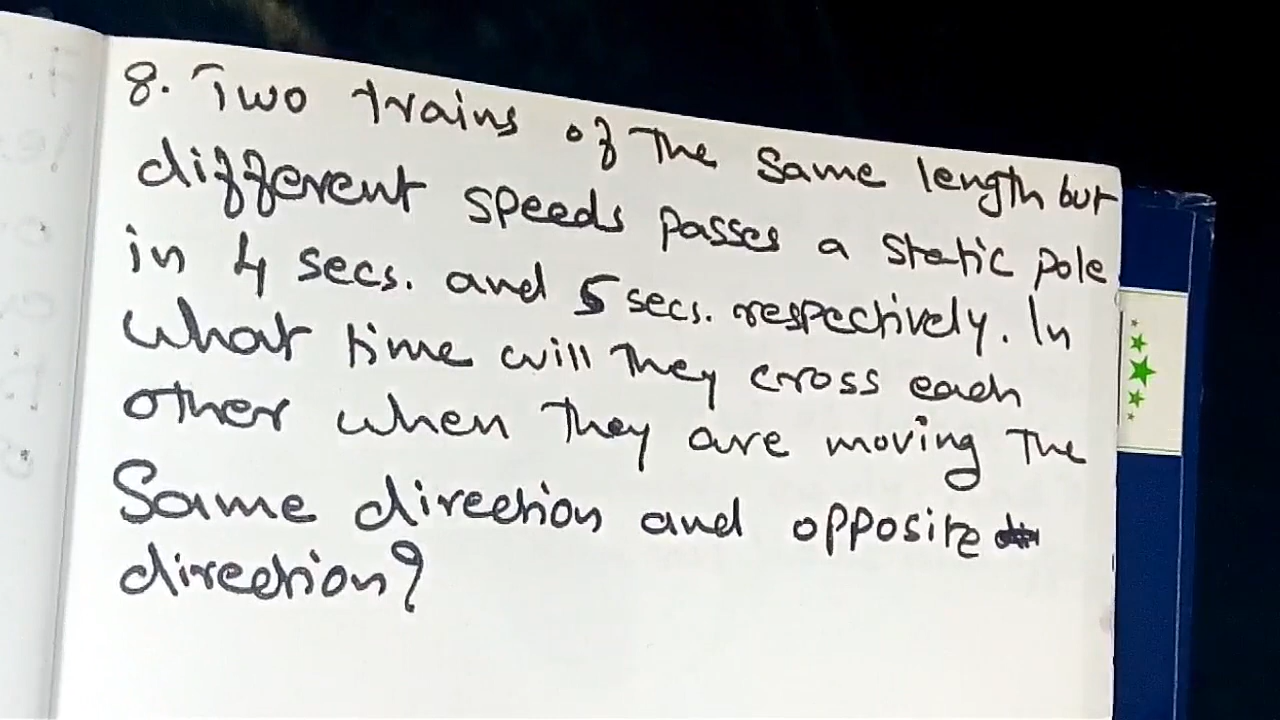 8. Two trains of The Same length but
different speeds passes a static pole
in 4 secs. and 5 secs. respectively. In
what time will They cross each
other when They are moving The
Same direction and opposite
direction?